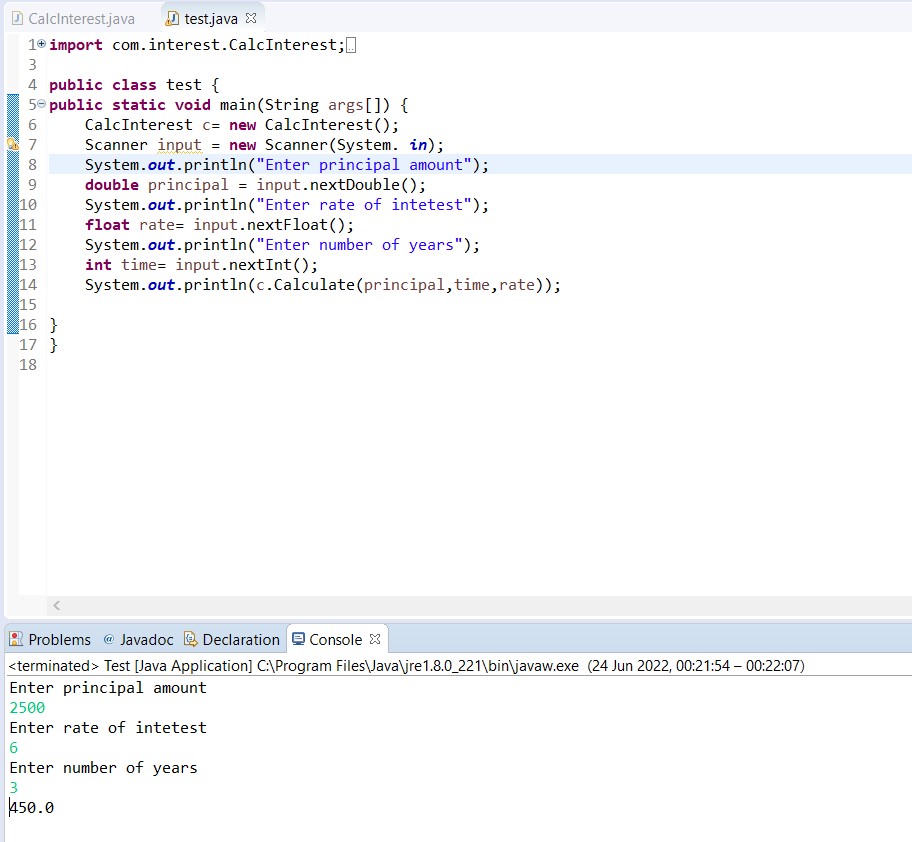 CalcInterest.java test.java
1 import com.interest.CalcInterest;
3
4 public class test {
5 public static void main(String args[]) {
6 CalcInterest c= new CalcInterest();
7 Scanner input = new Scanner(System. in);
8 System.out.println("Enter principal amount");
9 double principal = input.nextDouble();
10 System.out.println("Enter rate of intetest");
11 float rate= input.nextFloat();
12 System.out.println("Enter number of years");
13 int time= input.nextInt();
14 System.out.println(c.Calculate(principal,time,rate));
15
16 }
17 }
18
Problems @ Javadoc Declaration Console
<terminated> Test [Java Application] C:\Program Files\Java\jre1.8.0_221\bin\javaw.exe (24 Jun 2022, 00:21:54 – 00:22:07)
Enter principal amount
2500
Enter rate of intetest
6
Enter number of years
3
450.0